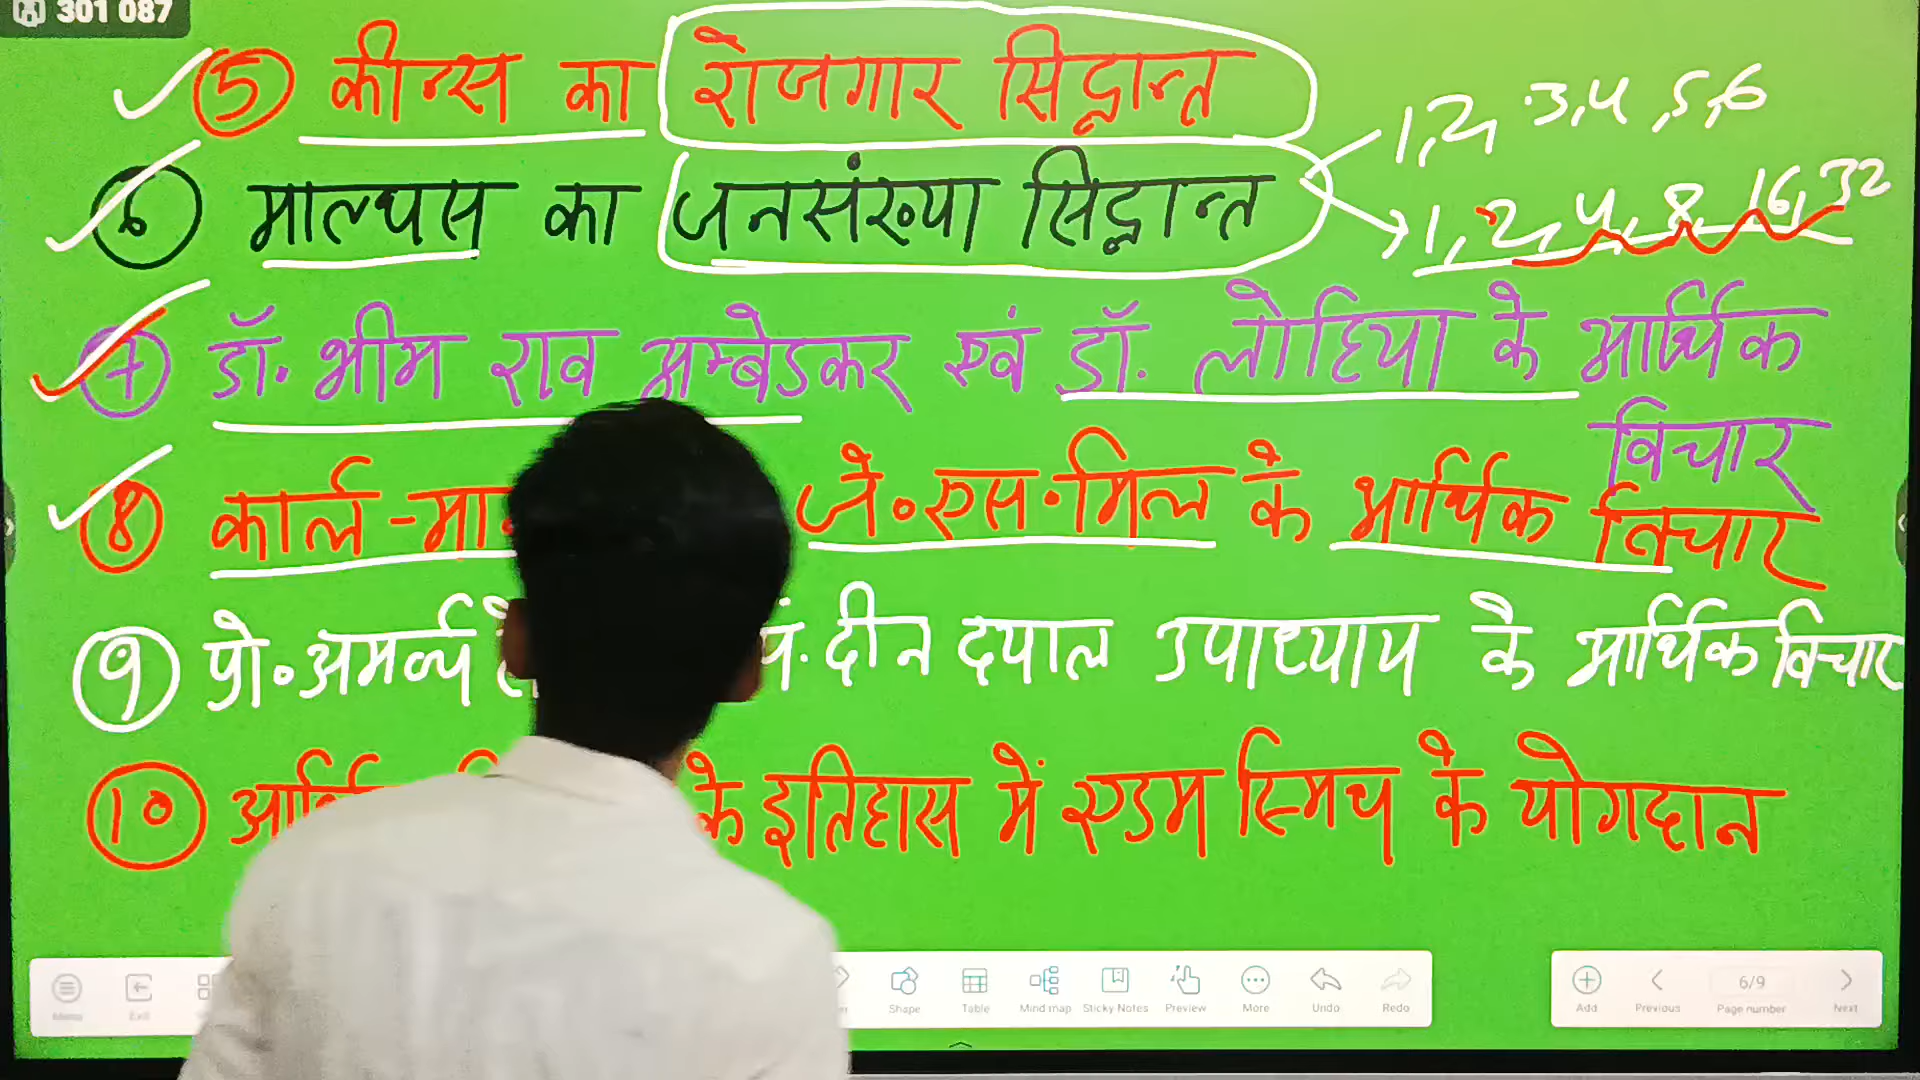 301 087
5 कीन्स का रोजगार सिद्धान्त
1, 2, 3, 4, 5, 6
6 माल्थस का जनसंख्या सिद्धान्त
1, 2, 4, 8, 16, 32
7 डॉ. भीम राव अम्बेडकर एवं डॉ. लोहिया के आर्थिक
विचार
8 कार्ल-मा जे.एस.मिल के आर्थिक विचार
9 प्रो.अमर्त्य पं. दीन दयाल उपाध्याय के आर्थिक विचार
10 के इतिहास में एडम स्मिथ के योगदान
Menu Exit Shape Table Mind map Sticky Notes Preview More Undo Redo Add Previous 6/9 Page number Next